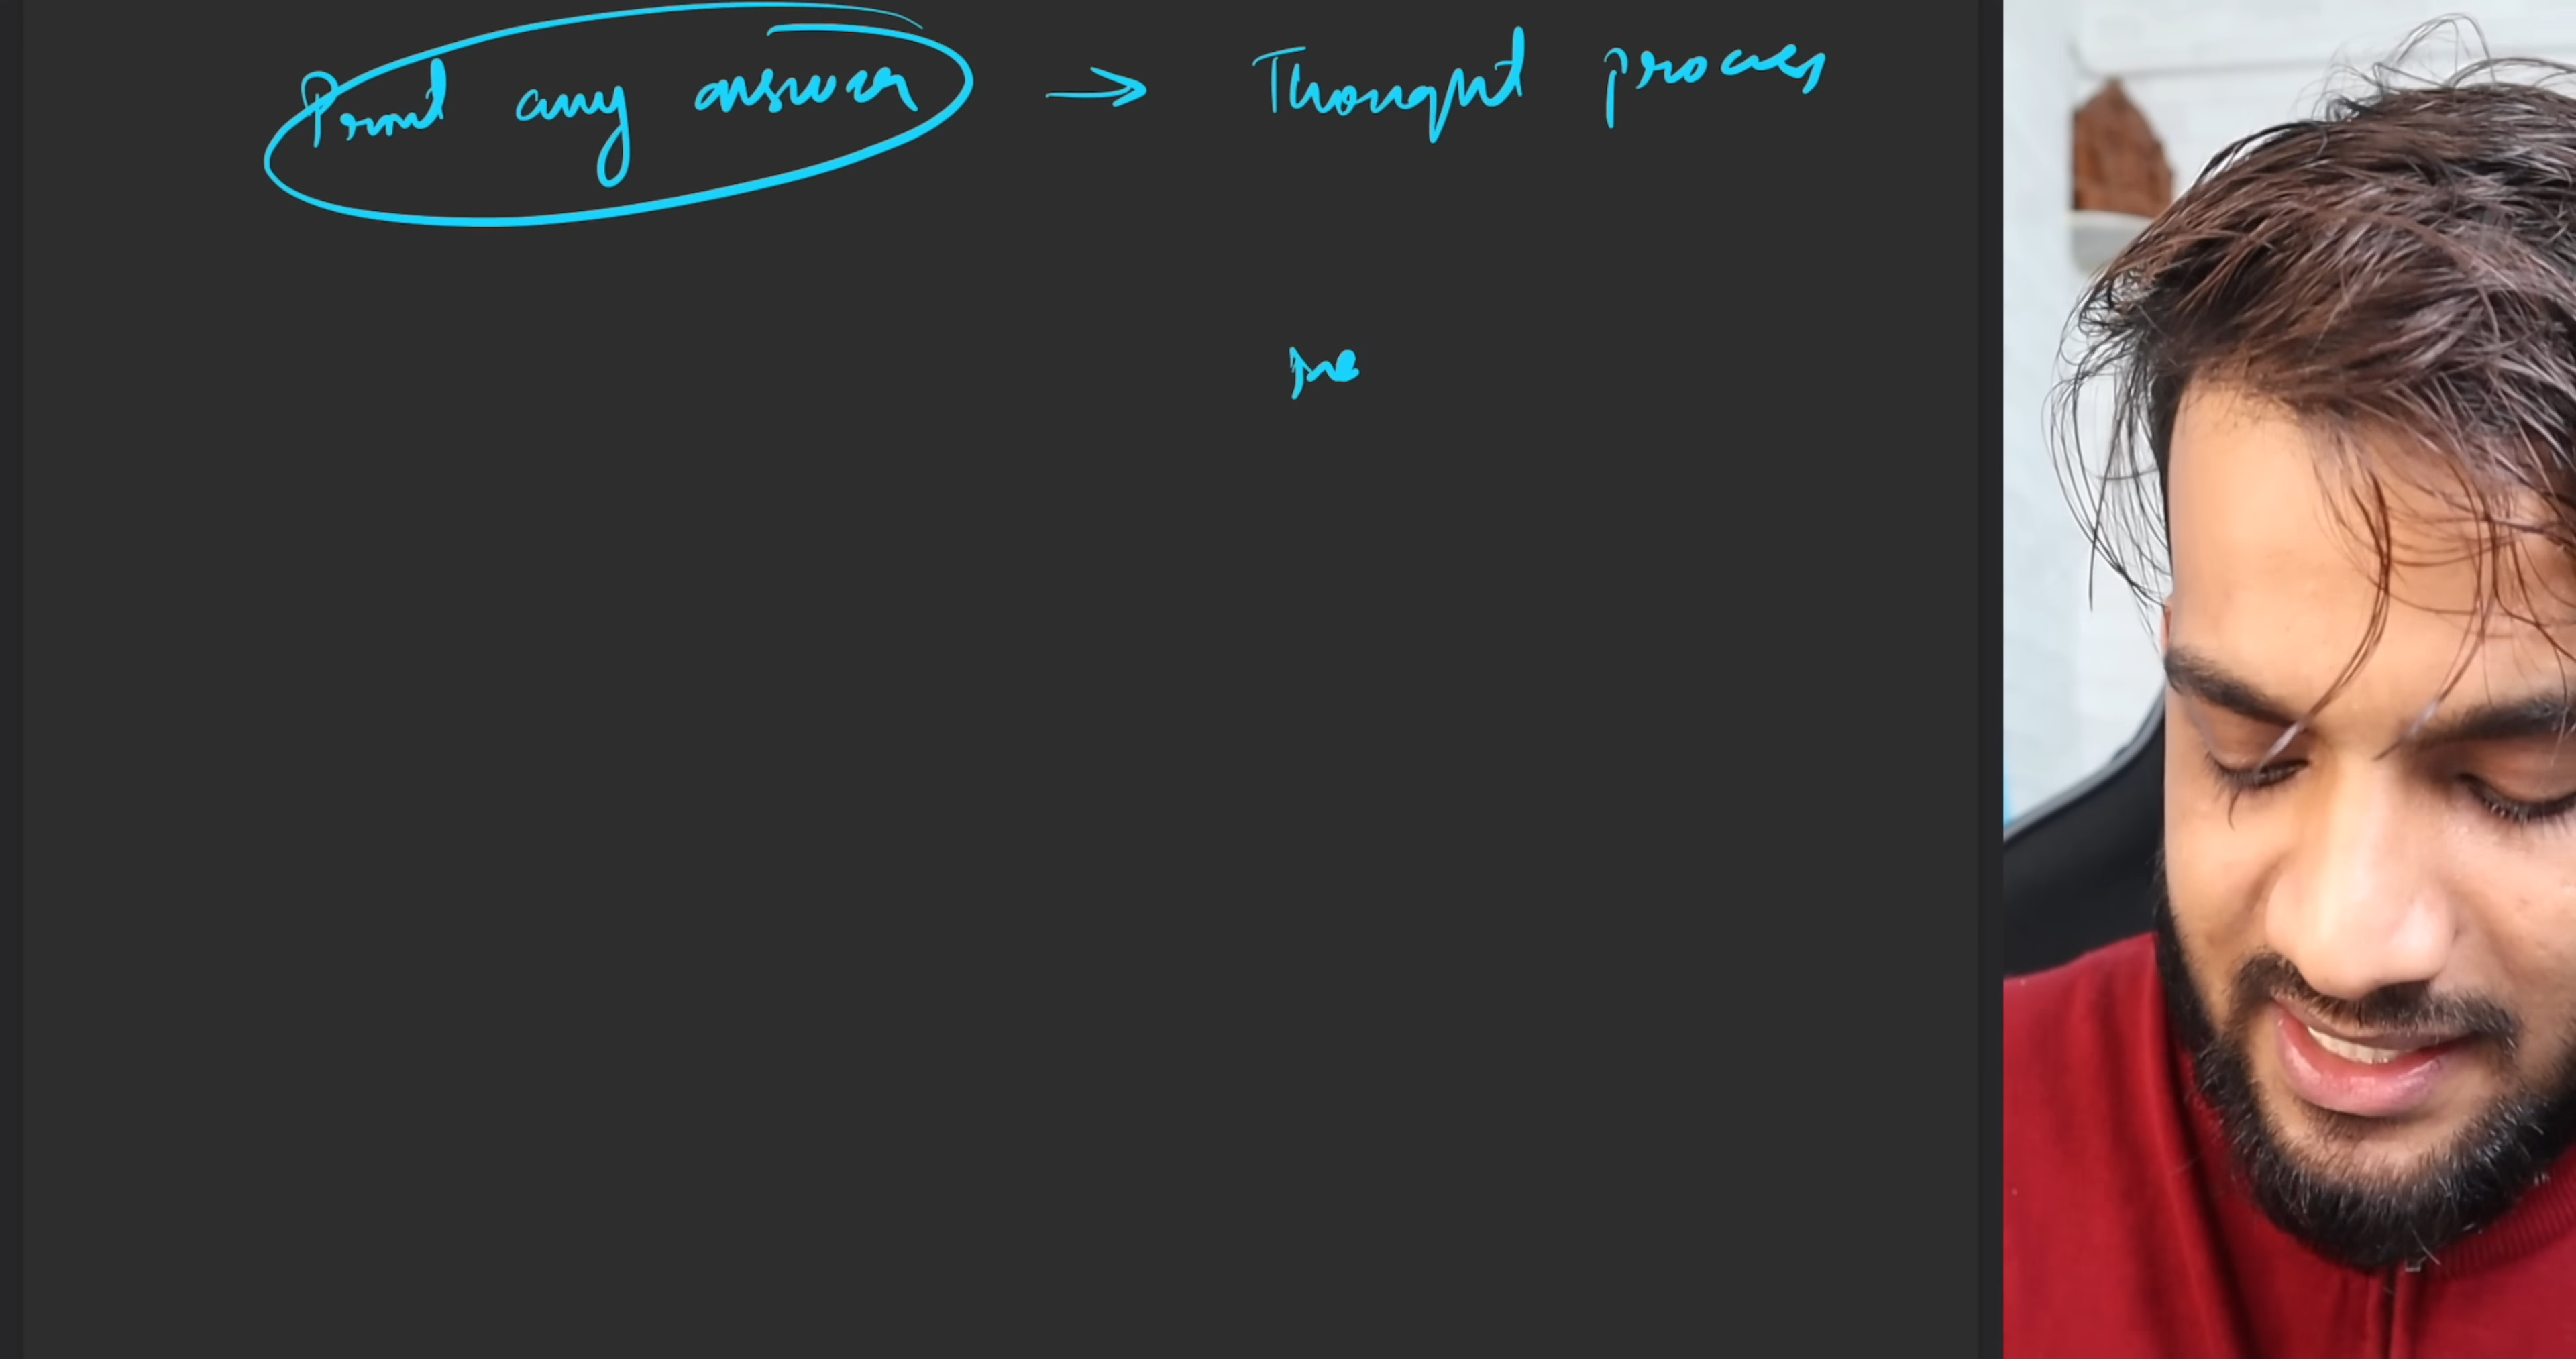 Print any answer → Thought process